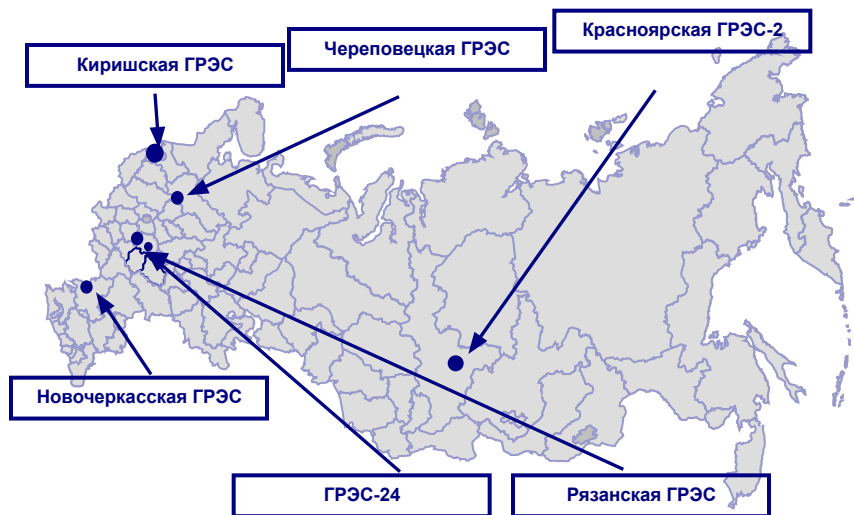 Красноярская ГРЭС-2
Череповецкая ГРЭС
Киришская ГРЭС
Новочеркасская ГРЭС
ГРЭС-24
Рязанская ГРЭС